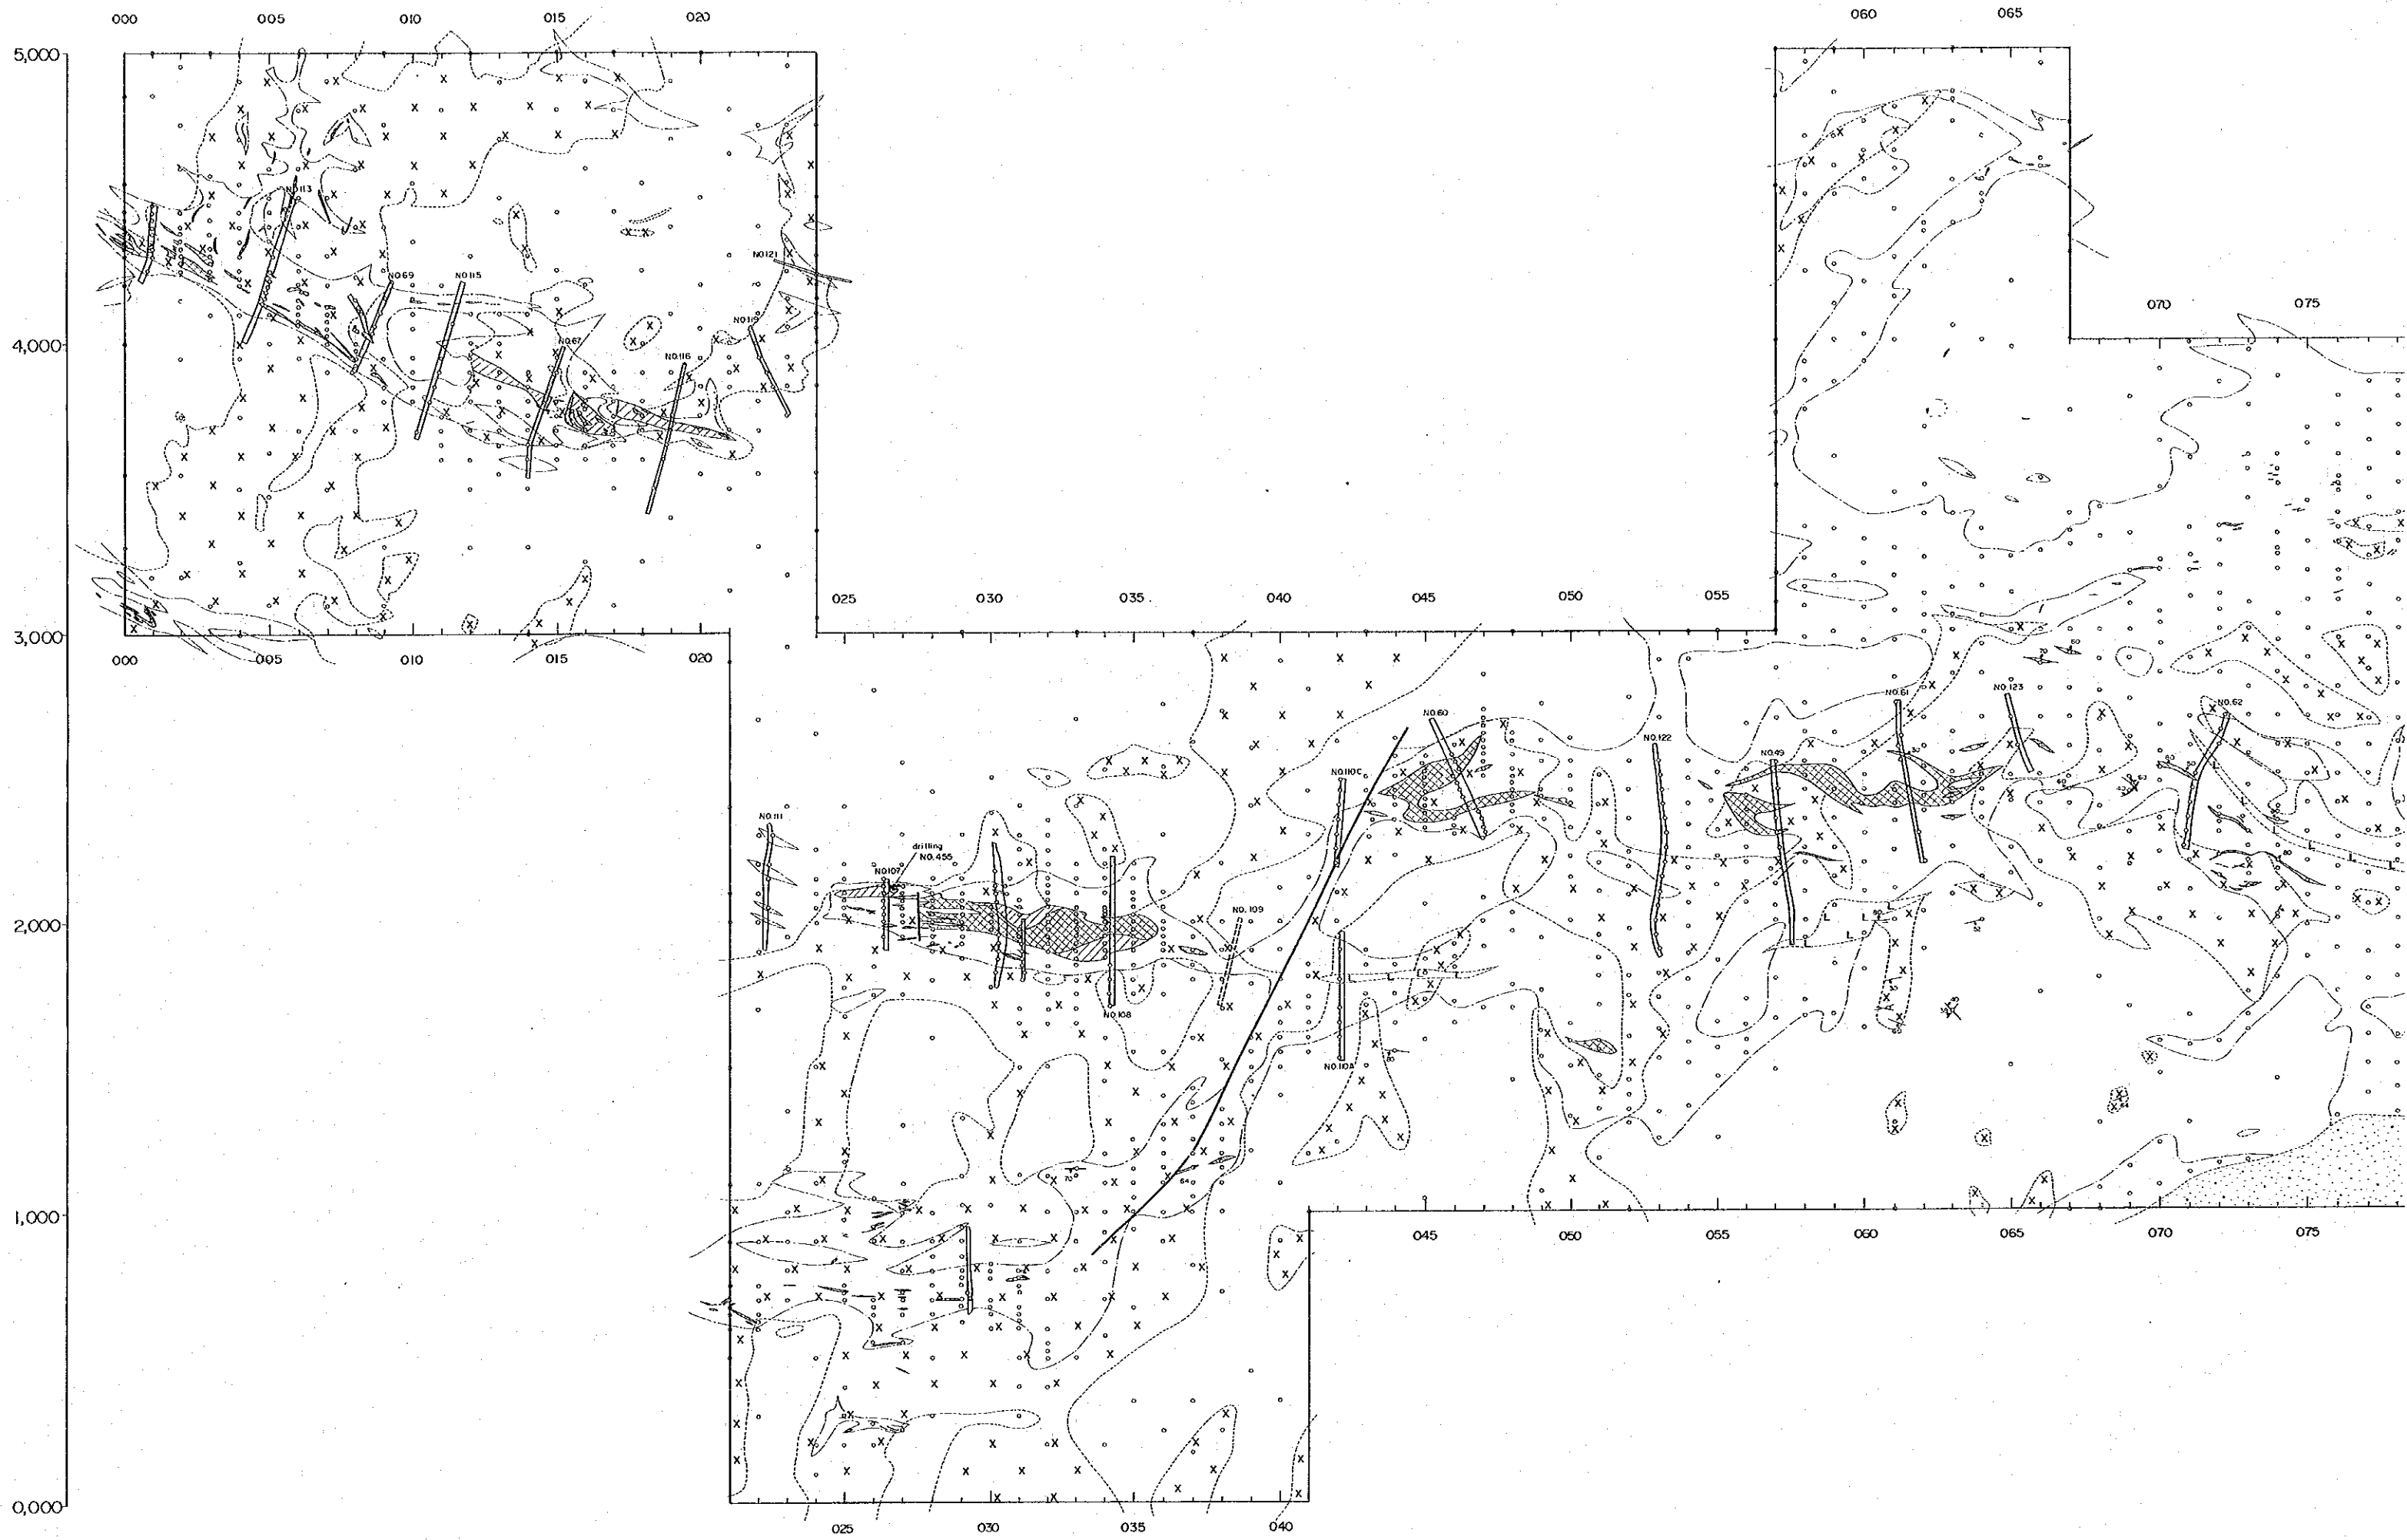 000 005 010 015 020 060 065
5,000
NO.113
NO.121
NO.69 NO.115
070 075
NO.119
4,000
NO.67
NO.116
025 030 035 040 045 050 055
3,000
000 005 010 015 020
NO.61 NO.123
NO.62
NO.60
NO.122
NO.49
NO.110C
NO.111
drilling
NO.455
NO.107
NO.109
2,000
NO.108
NO.110A
1,000
045 050 055 060 065 070 075
0,000
025 030 035 040